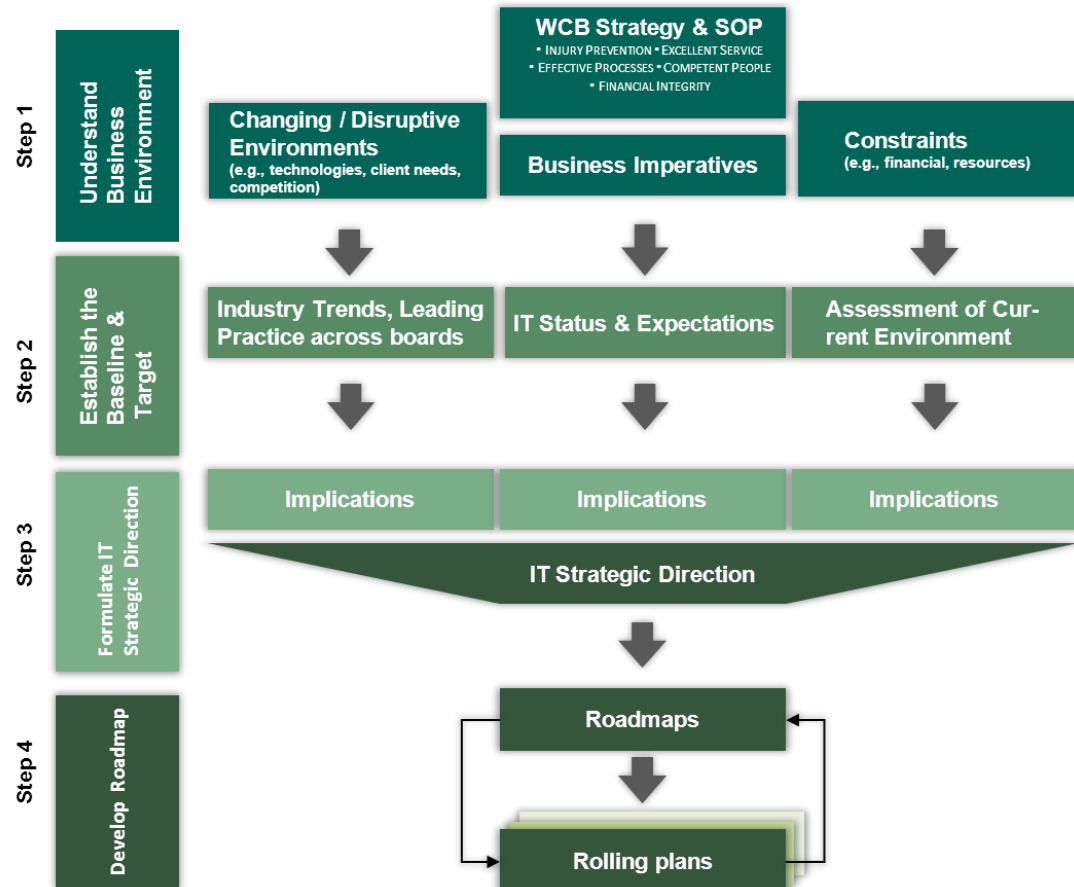 Step 1
Understand
Business
Environment
WCB Strategy & SOP
▪ INJURY PREVENTION ▪ EXCELLENT SERVICE
▪ EFFECTIVE PROCESSES ▪ COMPETENT PEOPLE
▪ FINANCIAL INTEGRITY
Changing / Disruptive
Environments
(e.g., technologies, client needs,
competition)
Business Imperatives
Constraints
(e.g., financial, resources)
Step 2
Establish the
Baseline &
Target
Industry Trends, Leading
Practice across boards
IT Status & Expectations
Assessment of Cur-
rent Environment
Step 3
Formulate IT
Strategic Direction
Implications
Implications
Implications
IT Strategic Direction
Step 4
Develop Roadmap
Roadmaps
Rolling plans